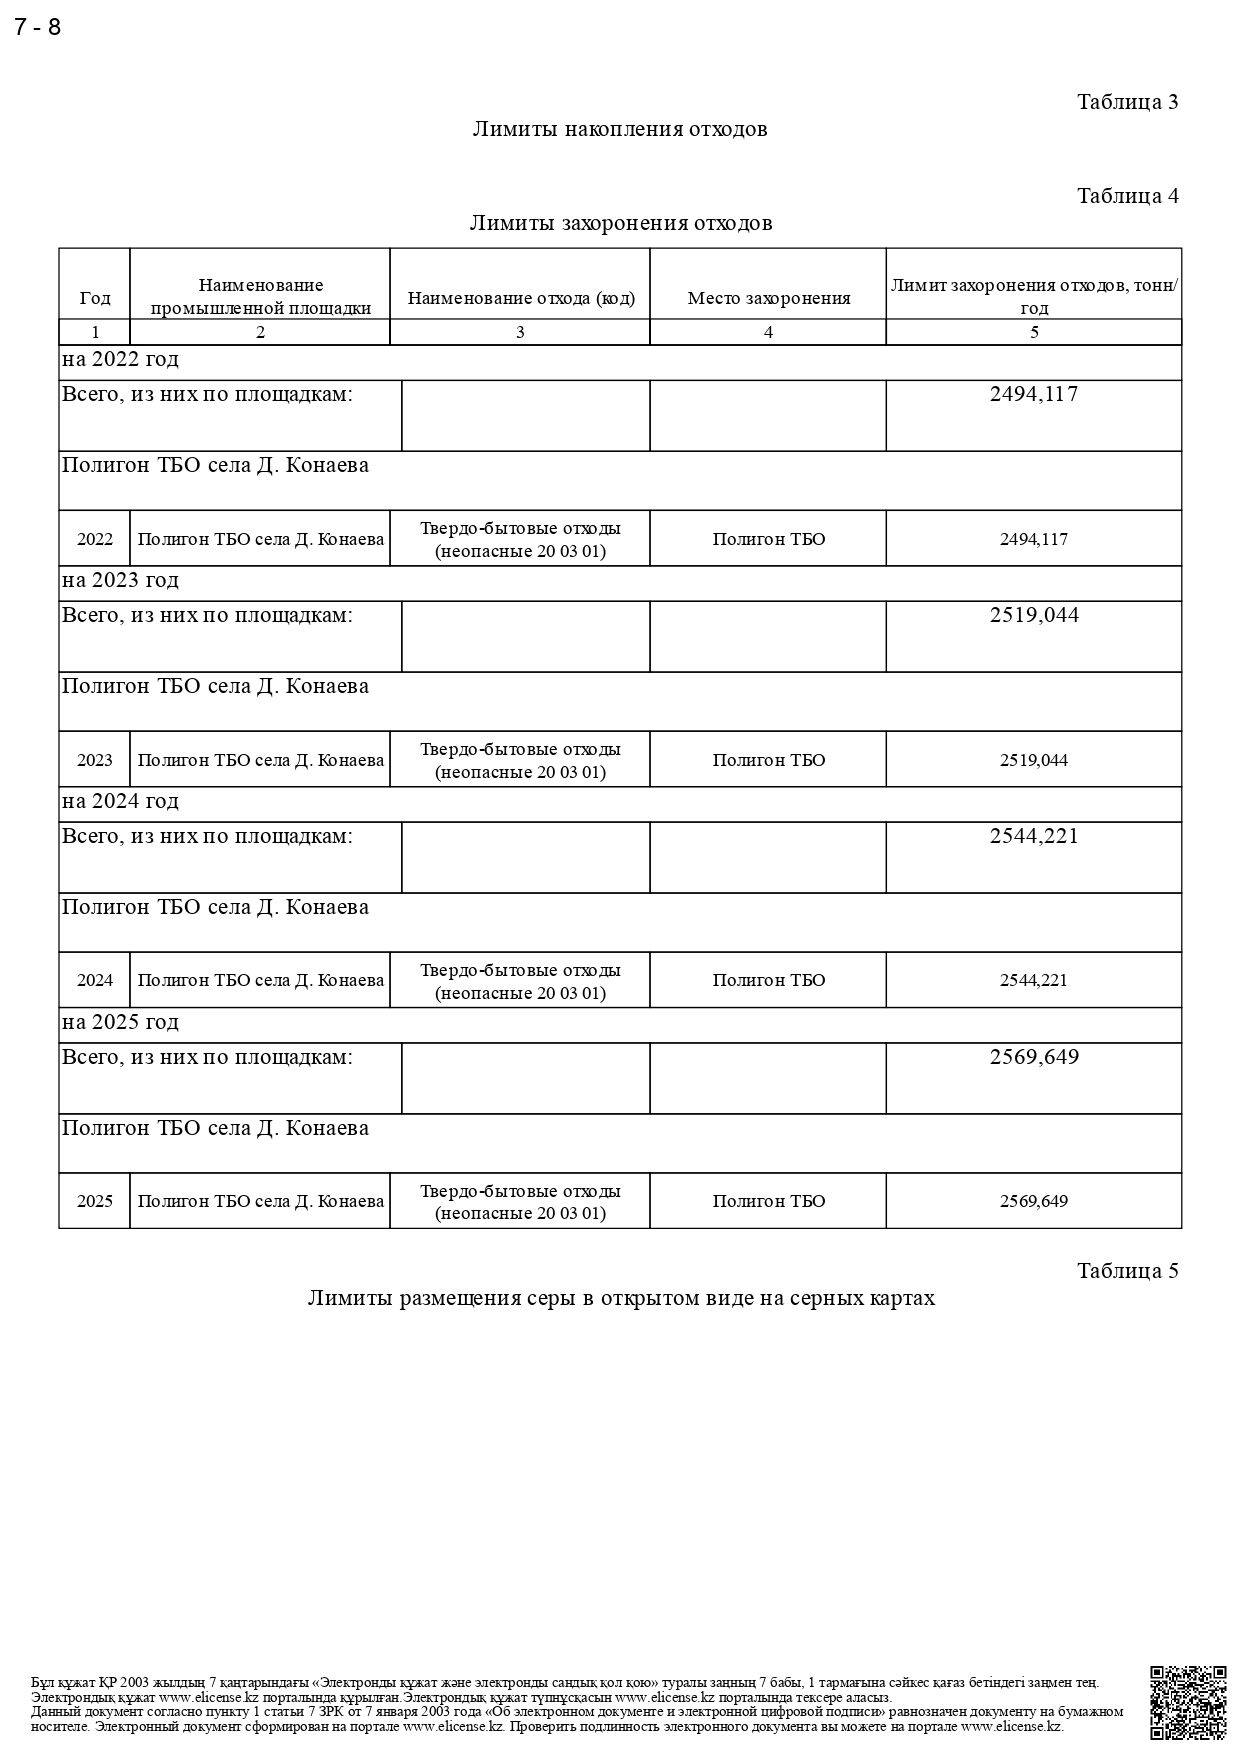 7 - 8
Таблица 3
Лимиты накопления отходов
Таблица 4
Лимиты захоронения отходов
Год
Наименование
промышленной площадки
Наименование отхода (код)
Место захоронения
Лимит захоронения отходов, тонн/
год
1
2
3
4
5
на 2022 год
Всего, из них по площадкам:
2494,117
Полигон ТБО села Д. Конаева
2022
Полигон ТБО села Д. Конаева
Твердо-бытовые отходы
(неопасные 20 03 01)
Полигон ТБО
2494,117
на 2023 год
Всего, из них по площадкам:
2519,044
Полигон ТБО села Д. Конаева
2023
Полигон ТБО села Д. Конаева
Твердо-бытовые отходы
(неопасные 20 03 01)
Полигон ТБО
2519,044
на 2024 год
Всего, из них по площадкам:
2544,221
Полигон ТБО села Д. Конаева
2024
Полигон ТБО села Д. Конаева
Твердо-бытовые отходы
(неопасные 20 03 01)
Полигон ТБО
2544,221
на 2025 год
Всего, из них по площадкам:
2569,649
Полигон ТБО села Д. Конаева
2025
Полигон ТБО села Д. Конаева
Твердо-бытовые отходы
(неопасные 20 03 01)
Полигон ТБО
2569,649
Таблица 5
Лимиты размещения серы в открытом виде на серных картах
Бұл құжат ҚР 2003 жылдың 7 қаңтарындағы «Электронды құжат және электронды сандық қол қою» туралы заңның 7 бабы, 1 тармағына сәйкес қағаз бетіндегі заңмен тең.
Электрондық құжат www.elicense.kz порталында құрылған.Электрондық құжат түпнұсқасын www.elicense.kz порталында тексере аласыз.
Данный документ согласно пункту 1 статьи 7 ЗРК от 7 января 2003 года «Об электронном документе и электронной цифровой подписи» равнозначен документу на бумажном
носителе. Электронный документ сформирован на портале www.elicense.kz. Проверить подлинность электронного документа вы можете на портале www.elicense.kz.